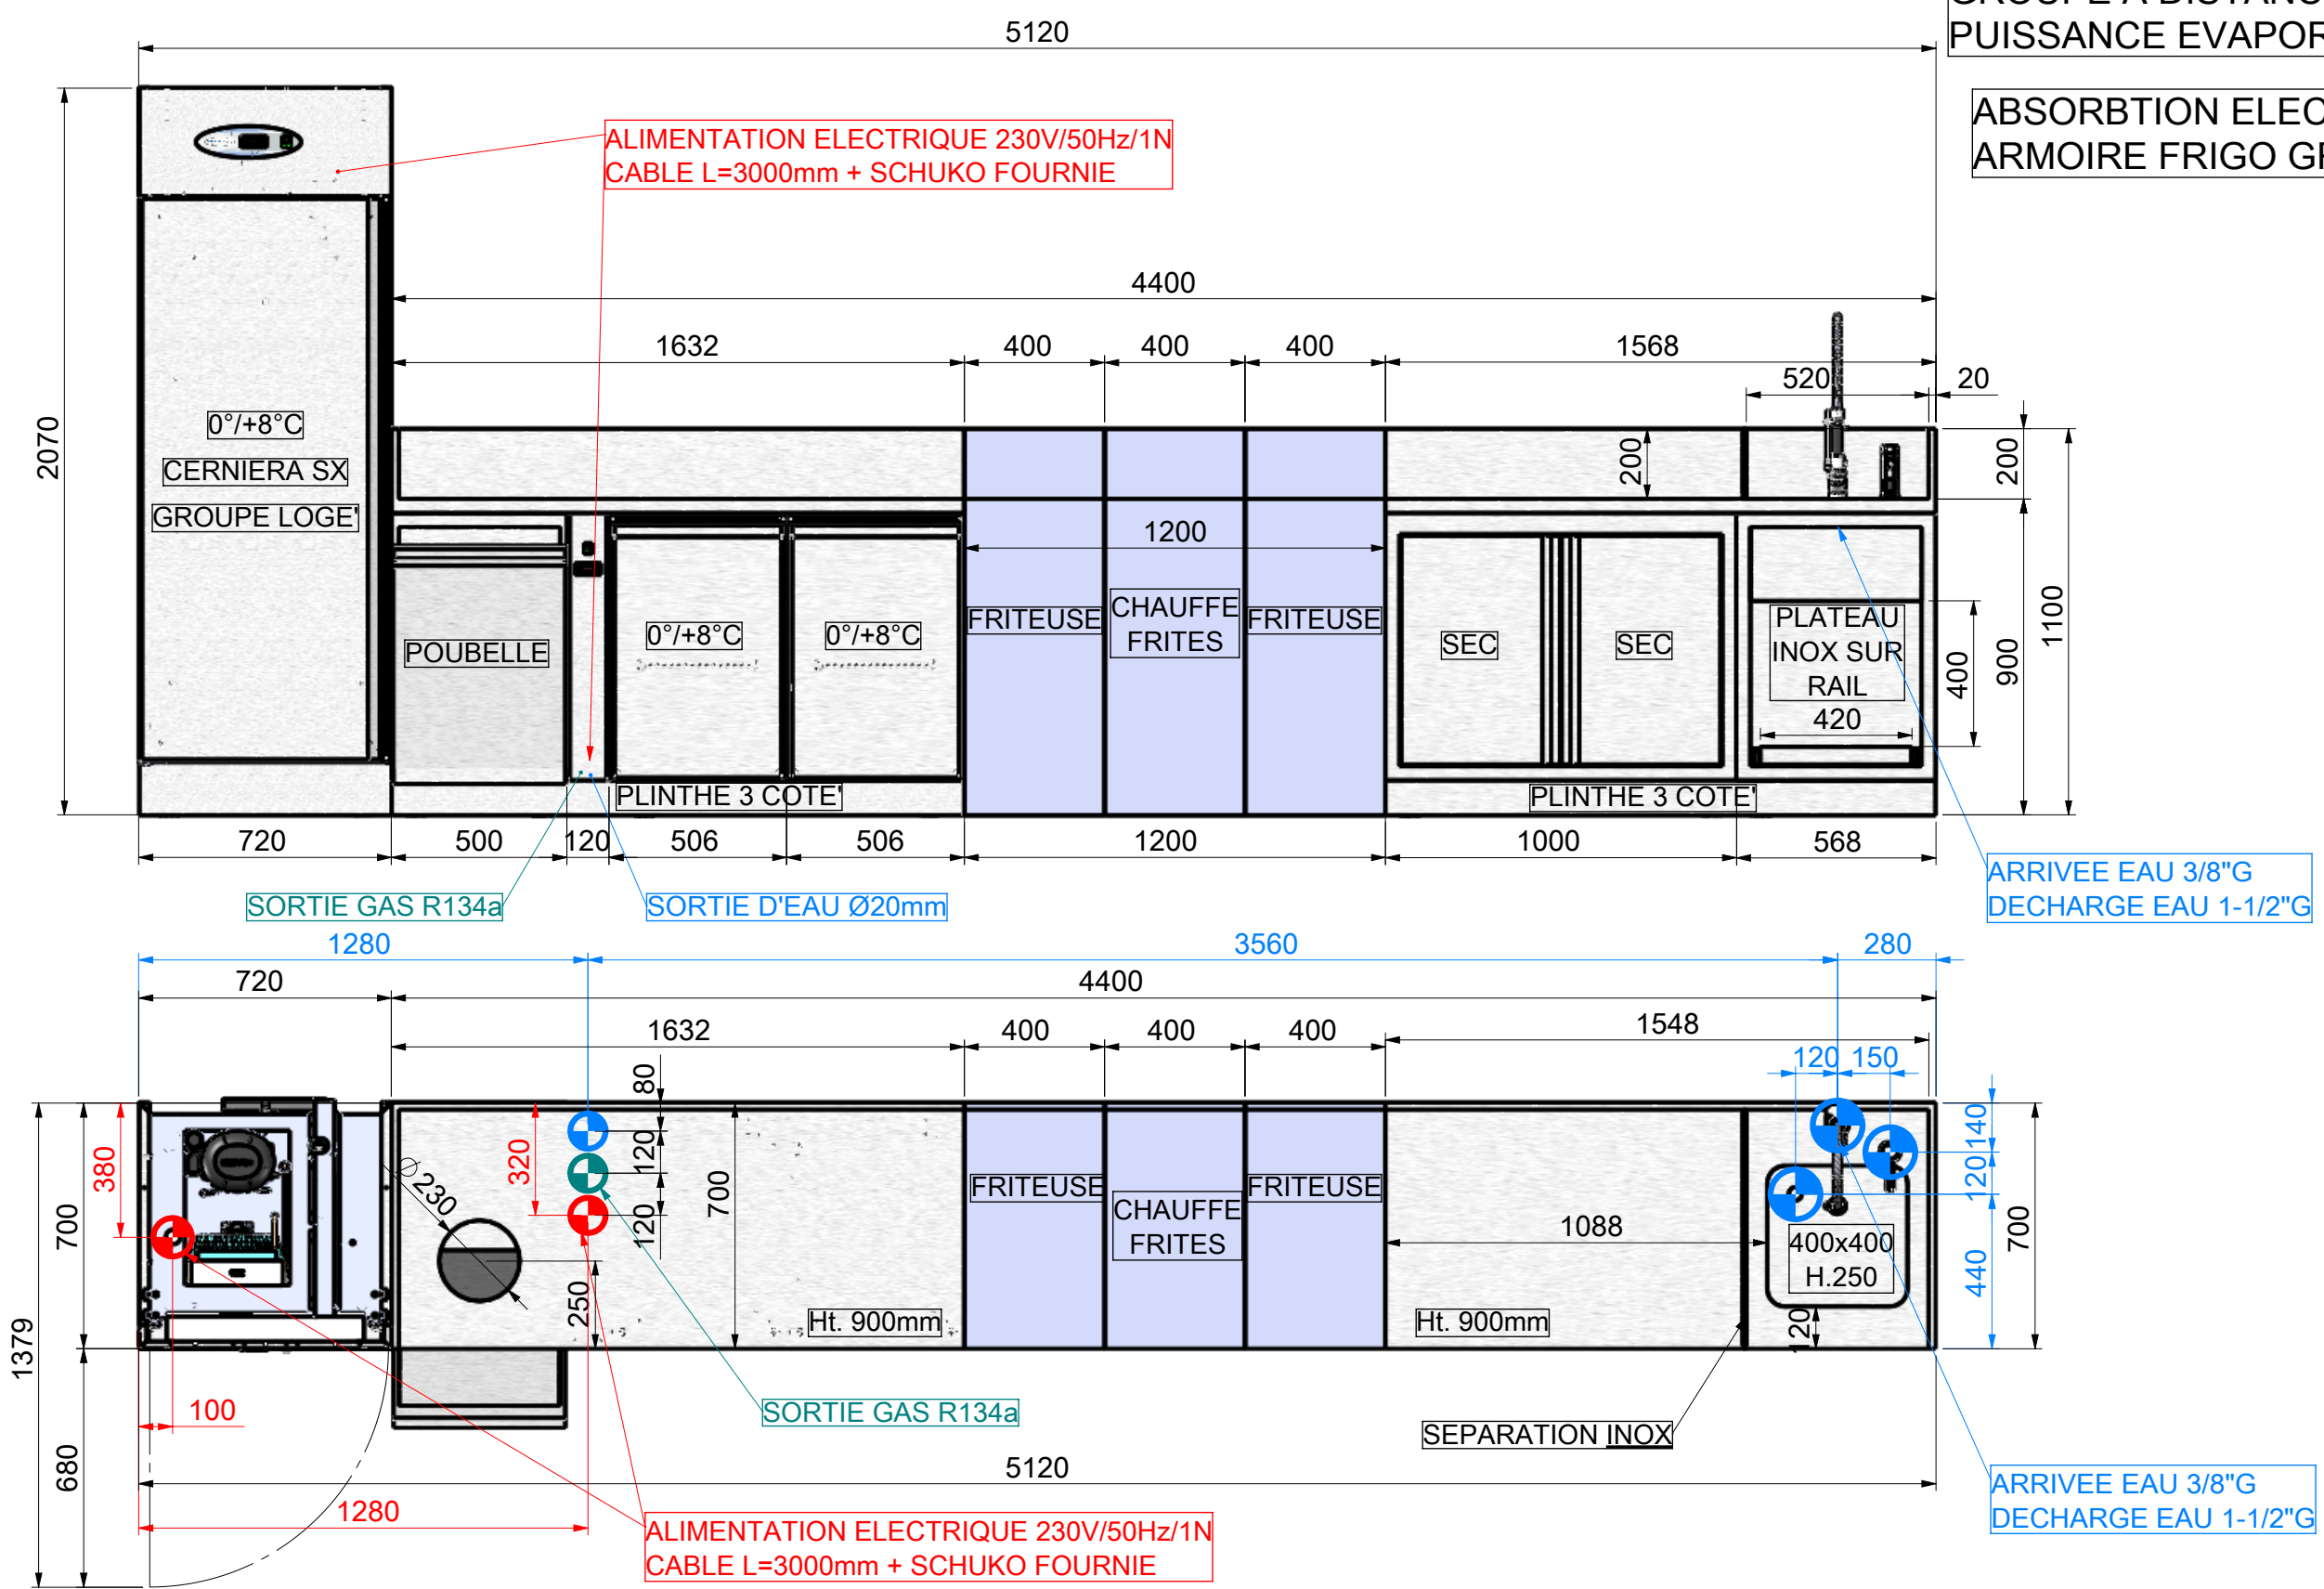 GROUPE A DISTANC
PUISSANCE EVAPOR
ABSORBTION ELEC
ARMOIRE FRIGO GR
5120
ALIMENTATION ELECTRIQUE 230V/50Hz/1N
CABLE L=3000mm + SCHUKO FOURNIE
4400
1632
400
400
400
1568
520
20
2070
0°/+8°C
CERNIERA SX
GROUPE LOGE'
200
200
1200
1100
900
400
POUBELLE
0°/+8°C
0°/+8°C
FRITEUSE
CHAUFFE
FRITES
FRITEUSE
SEC
SEC
PLATEAU
INOX SUR
RAIL
420
PLINTHE 3 COTE'
PLINTHE 3 COTE'
720
500
120
506
506
1200
1000
568
SORTIE GAS R134a
SORTIE D'EAU Ø20mm
ARRIVEE EAU 3/8"G
DECHARGE EAU 1-1/2"G
1280
3560
280
720
4400
1632
400
400
400
1548
80
120
150
140
120
440
700
380
700
1379
680
320
120
120
700
Ø230
250
FRITEUSE
CHAUFFE
FRITES
FRITEUSE
1088
400x400
H.250
120
Ht. 900mm
Ht. 900mm
100
SORTIE GAS R134a
SEPARATION INOX
5120
1280
ALIMENTATION ELECTRIQUE 230V/50Hz/1N
CABLE L=3000mm + SCHUKO FOURNIE
ARRIVEE EAU 3/8"G
DECHARGE EAU 1-1/2"G